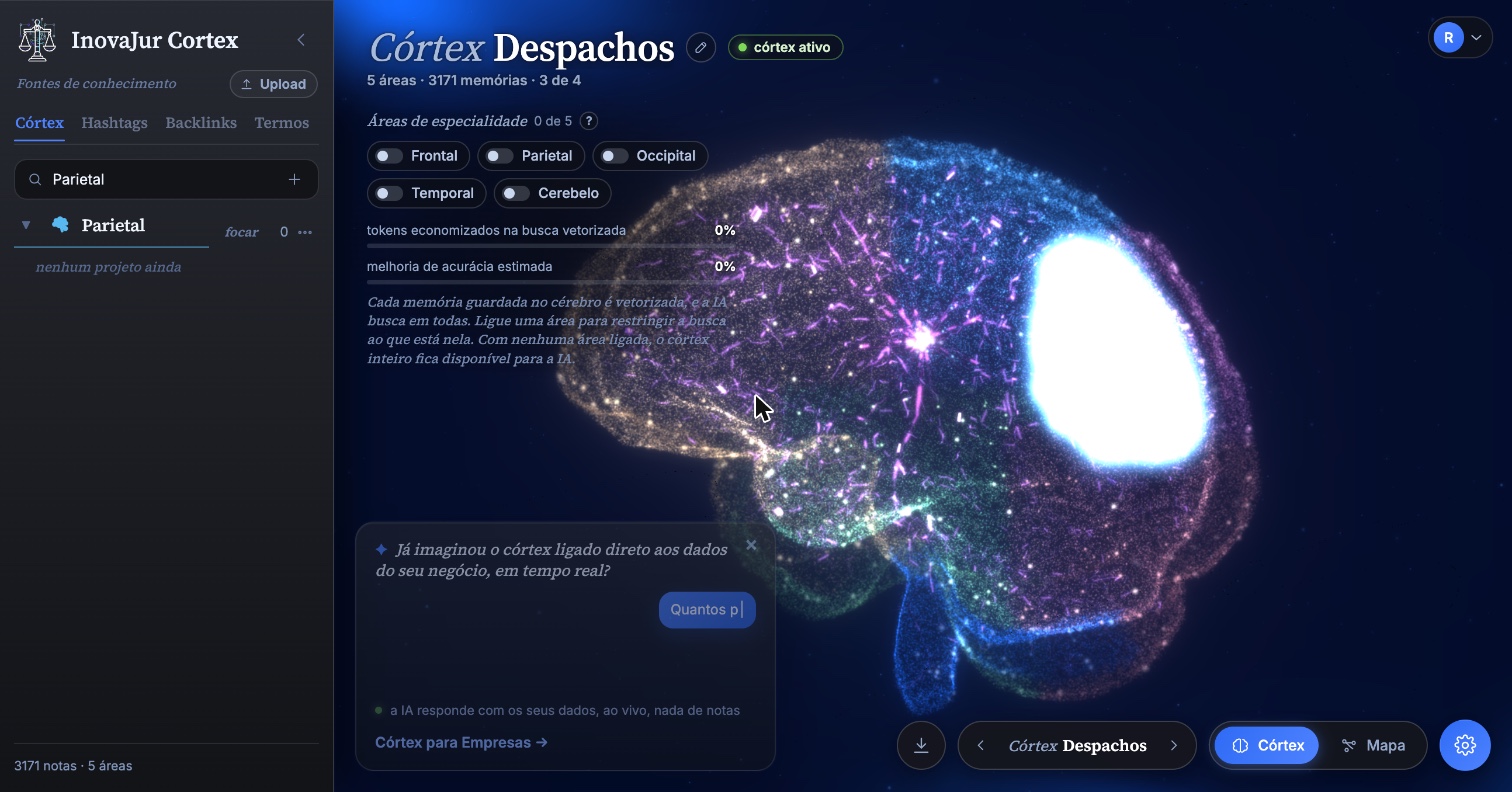 InovaJur Cortex
Fontes de conhecimento
Upload
Córtex Hashtags Backlinks Termos
Parietal
Parietal
focar 0
nenhum projeto ainda
3171 notas · 5 áreas
Córtex Despachos
córtex ativo
R
5 áreas · 3171 memórias · 3 de 4
Áreas de especialidade 0 de 5 ?
Frontal Parietal Occipital
Temporal Cerebelo
tokens economizados na busca vetorizada 0%
melhoria de acurácia estimada 0%
Cada memória guardada no cérebro é vetorizada, e a IA
busca em todas. Ligue uma área para restringir a busca
ao que está nela. Com nenhuma área ligada, o córtex
inteiro fica disponível para a IA.
Já imaginou o córtex ligado direto aos dados
do seu negócio, em tempo real?
Quantos p
a IA responde com os seus dados, ao vivo, nada de notas
Córtex para Empresas →
Córtex Despachos
Córtex Mapa